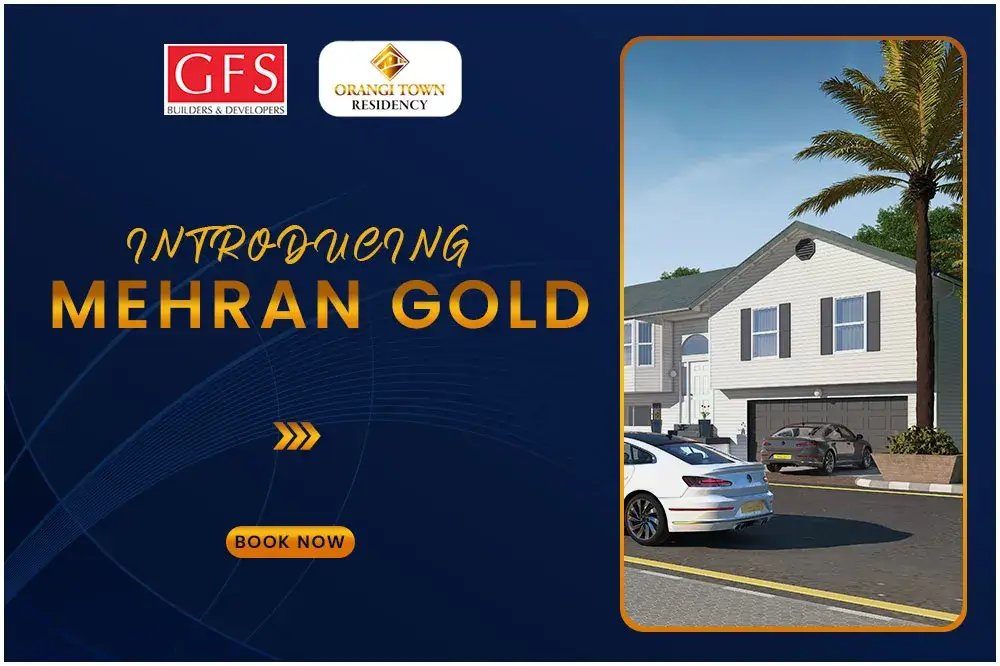 GFS
BUILDERS & DEVELOPERS
ORANGI TOWN
RESIDENCY
INTRODUCING
MEHRAN GOLD
BOOK NOW